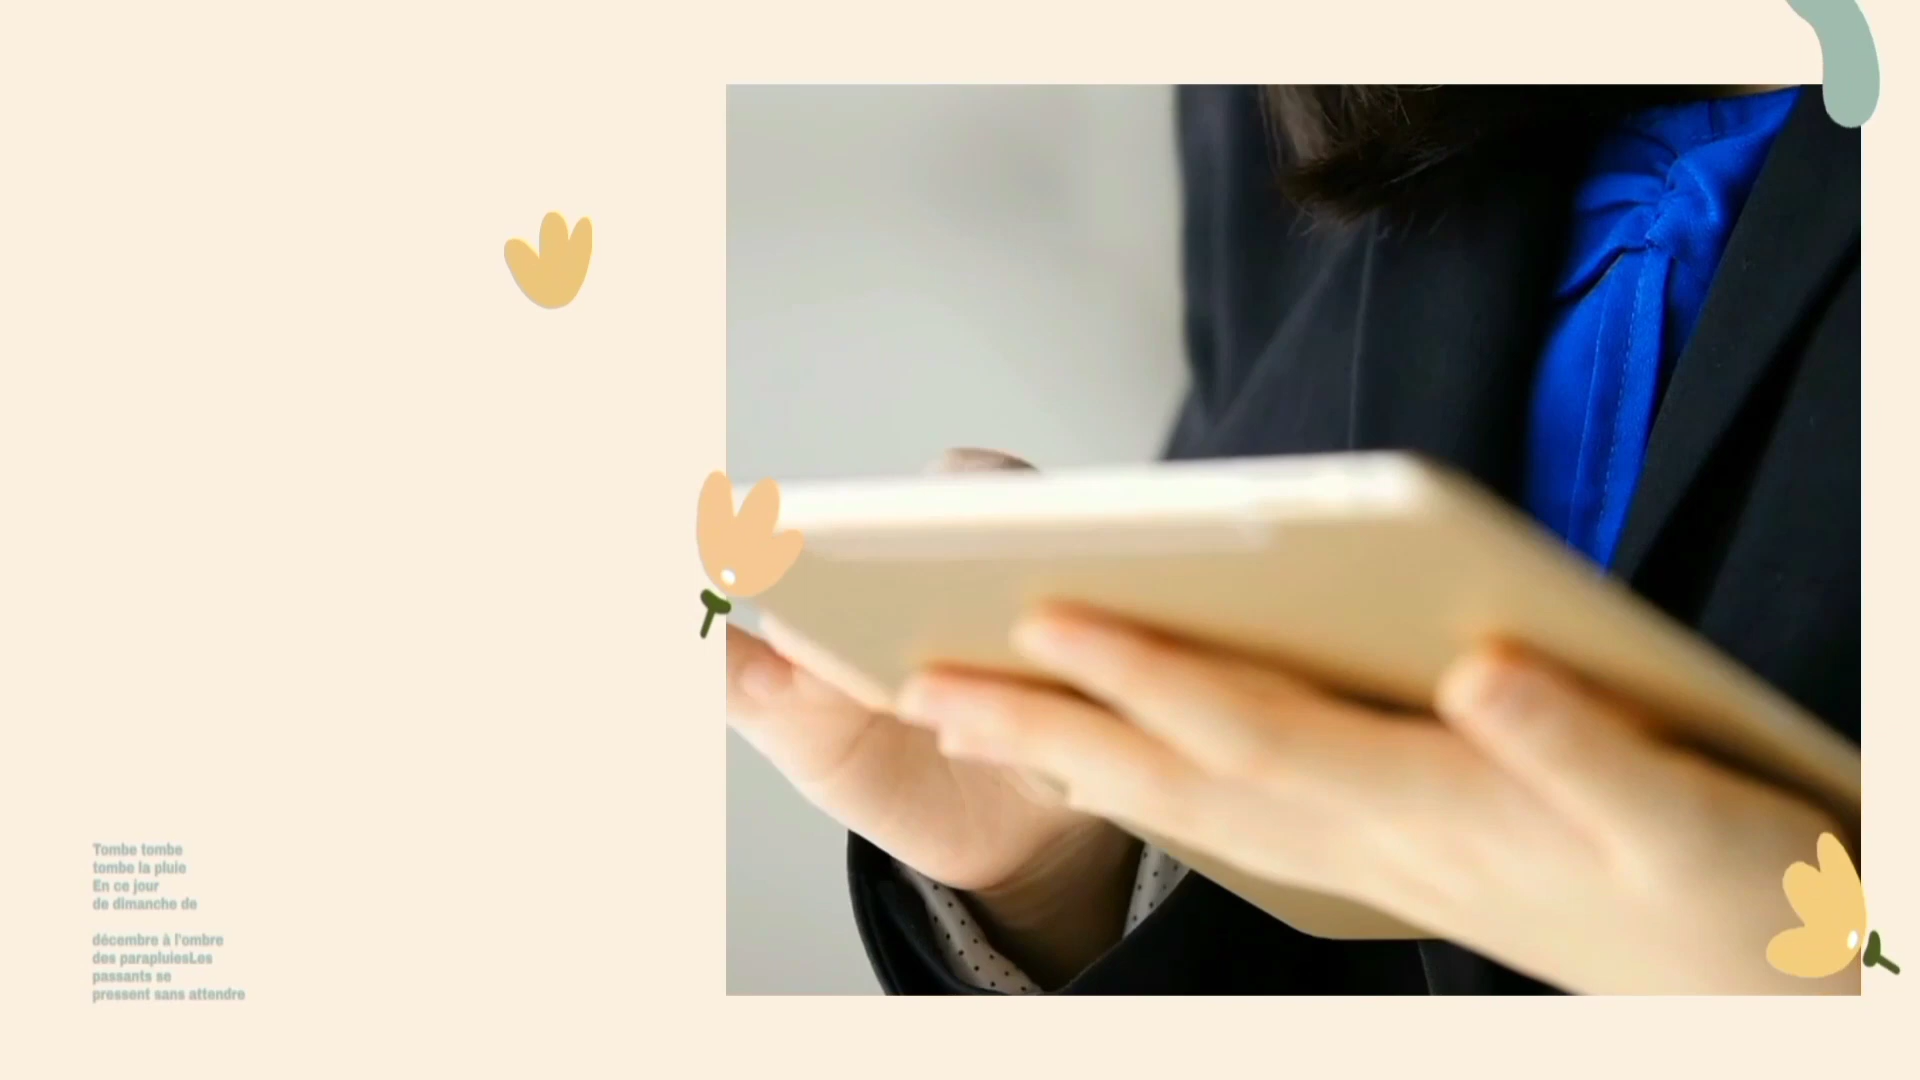 Tombe tombe
tombe la pluie
En ce jour
de dimanche de
décembre à l'ombre
des parapluiesLes
passants se
pressent sans attendre